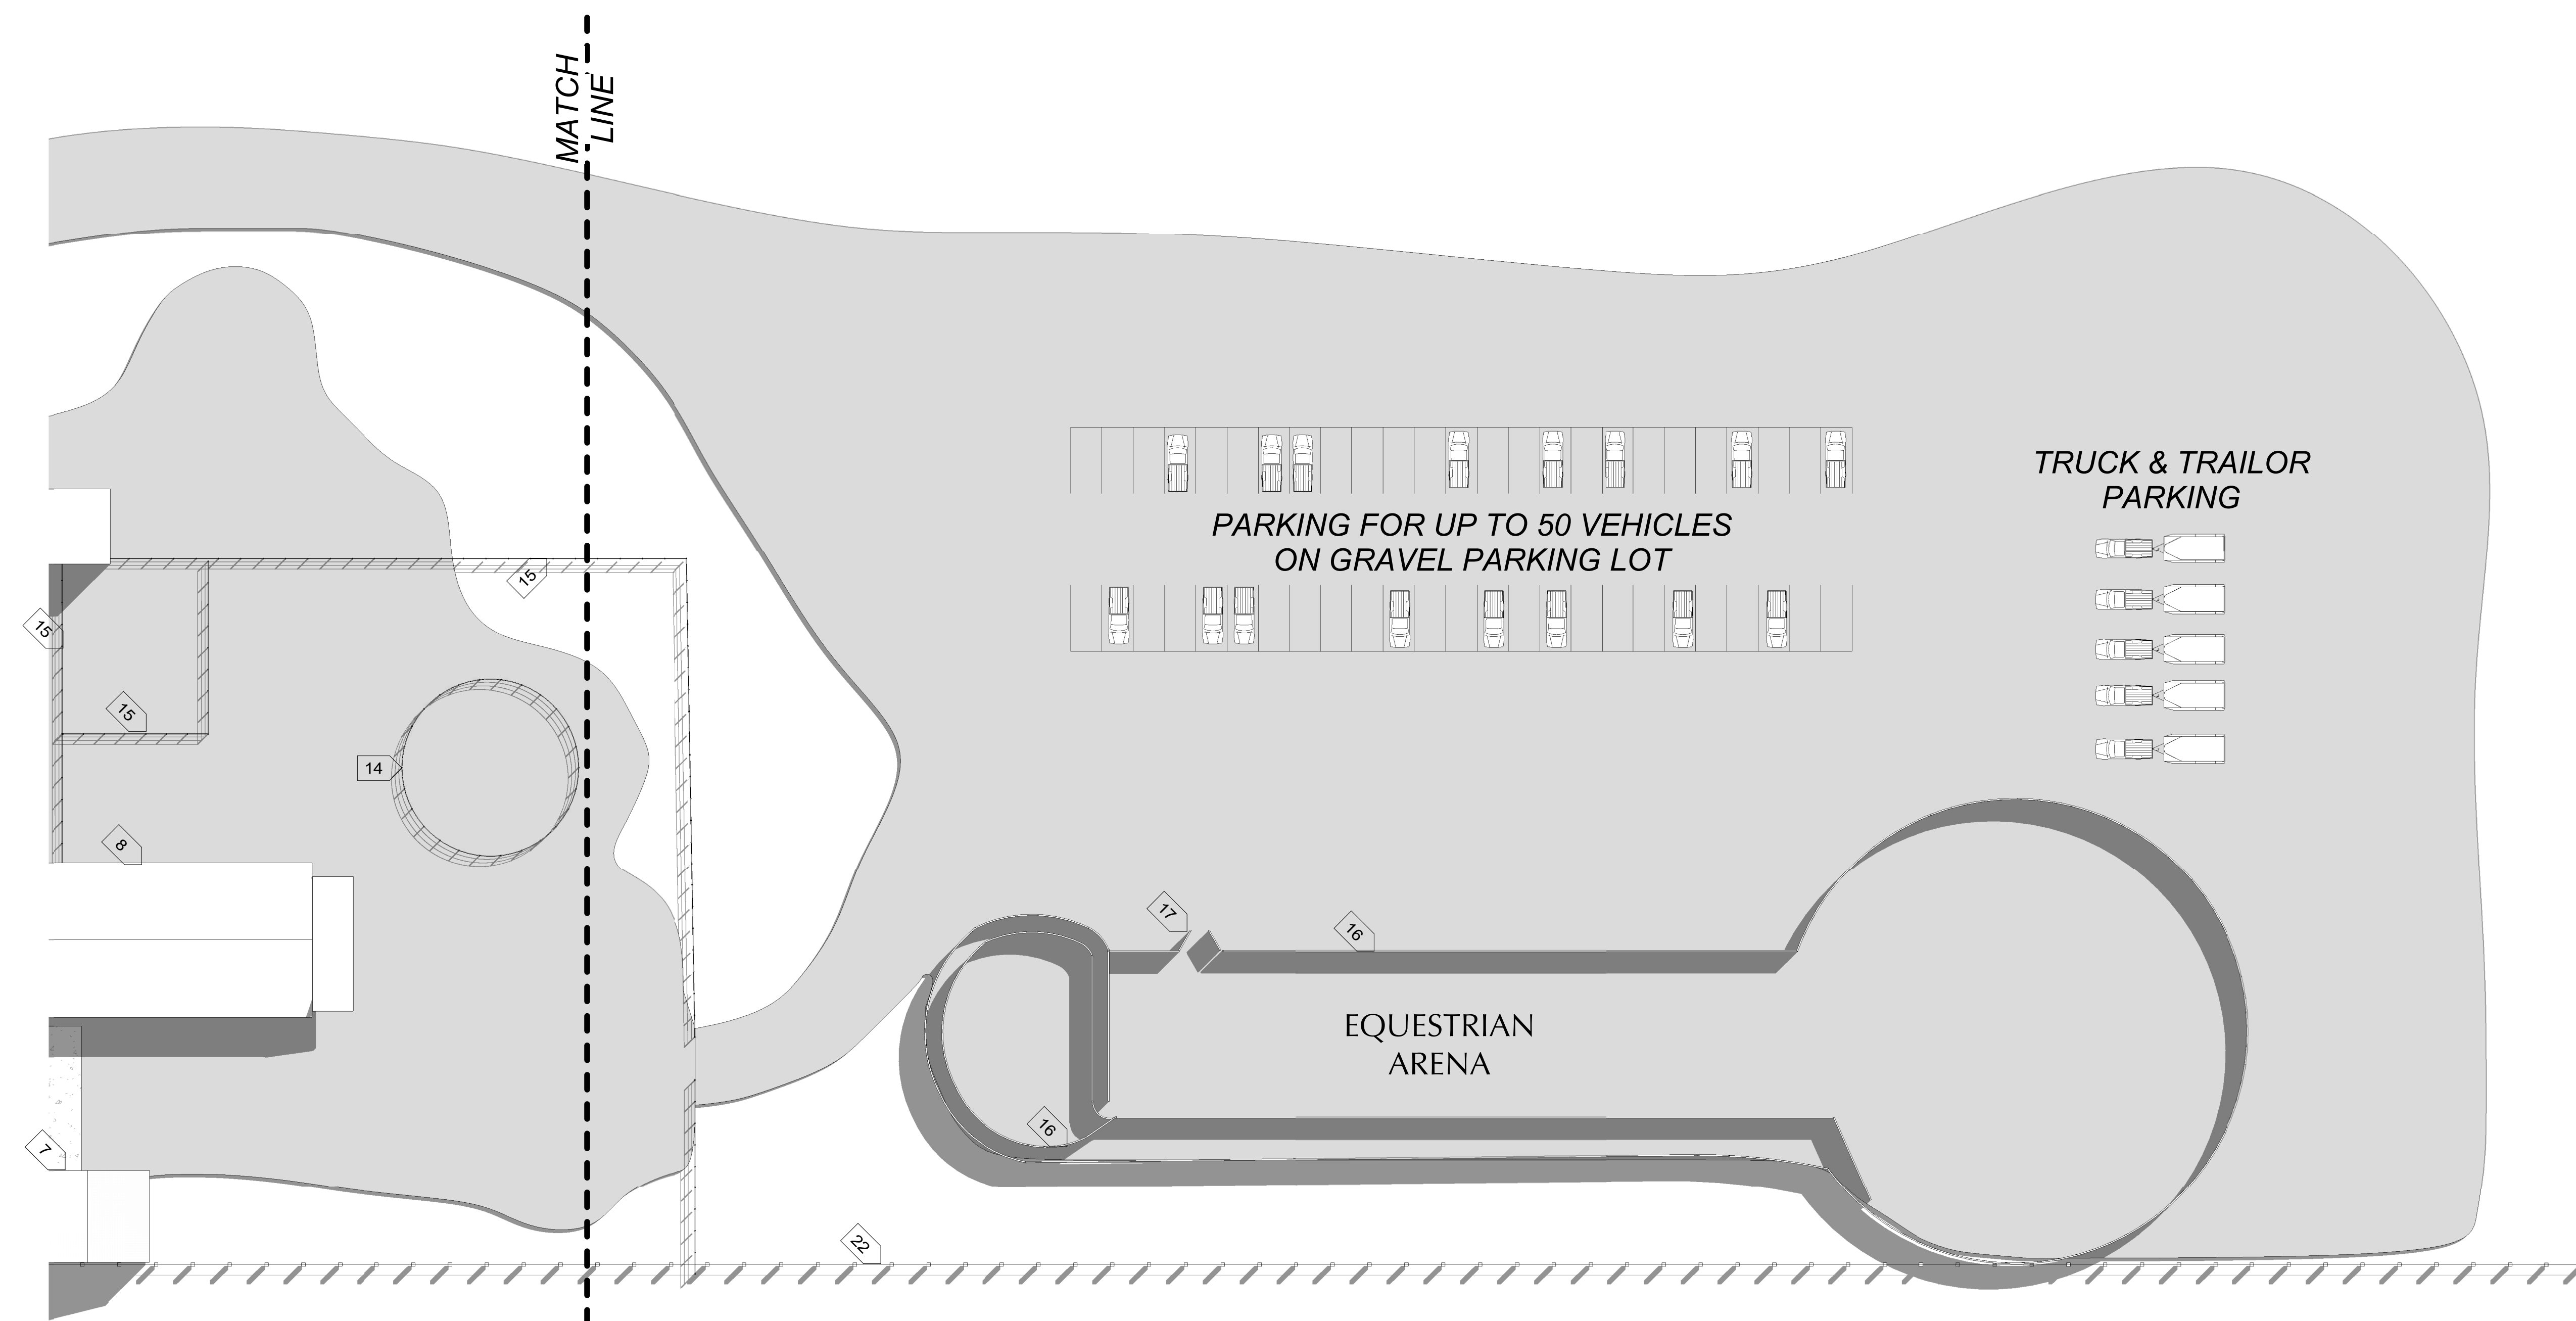 MATCH
LINE
TRUCK & TRAILOR
PARKING
PARKING FOR UP TO 50 VEHICLES
ON GRAVEL PARKING LOT
15
15
15
14
8
17
16
EQUESTRIAN
ARENA
16
7
22